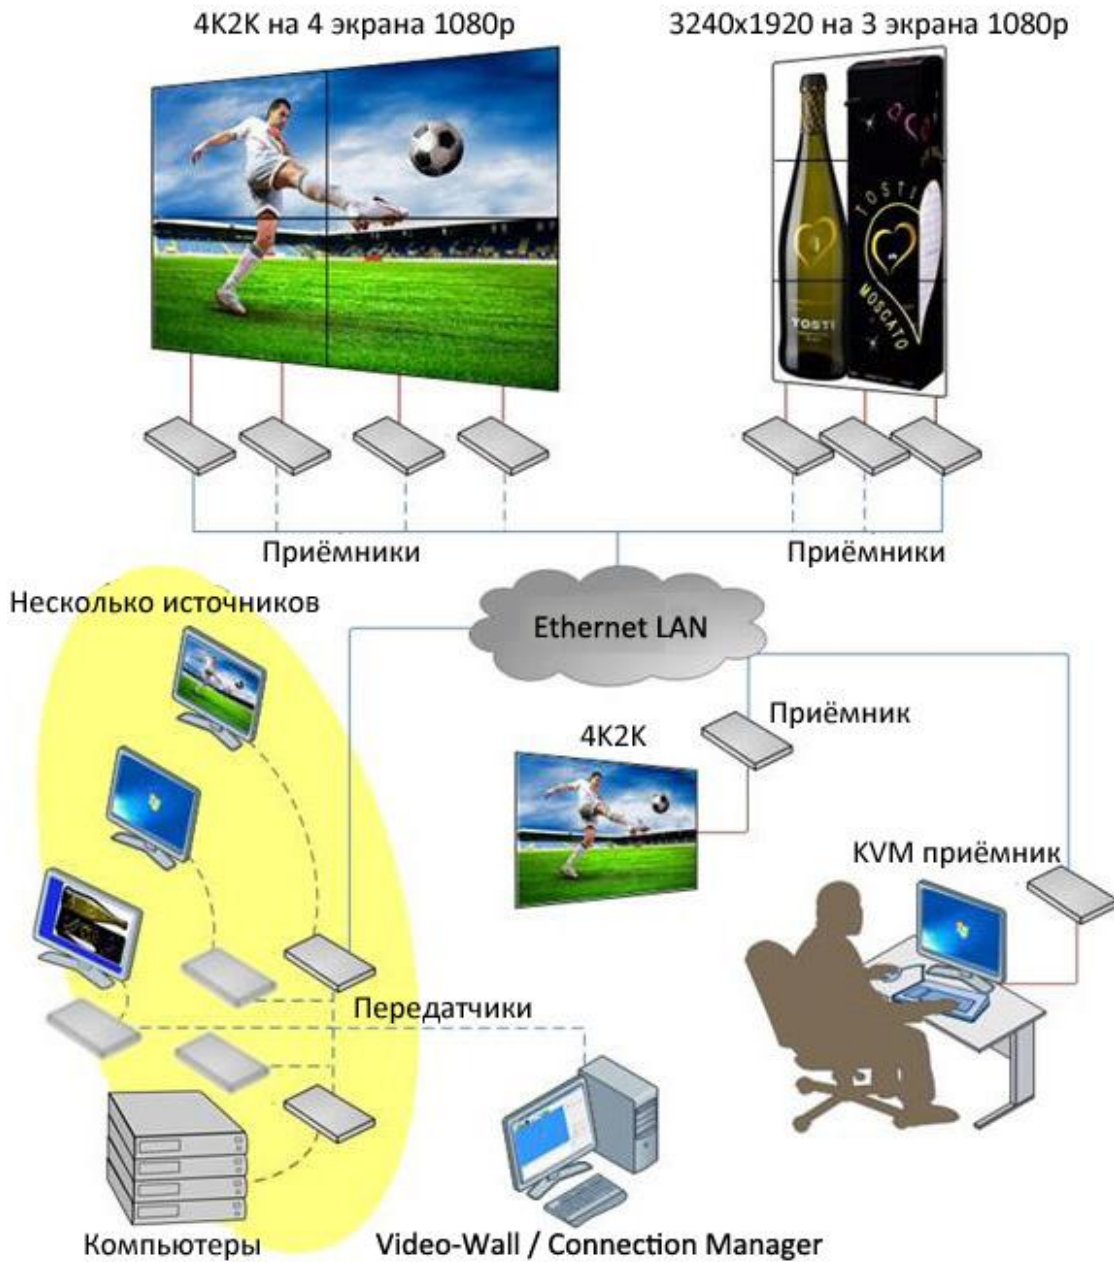 4K2K на 4 экрана 1080p
3240x1920 на 3 экрана 1080p
TOSTI
MOSCATO
TOSTI
Приёмники
Приёмники
Несколько источников
Ethernet LAN
Приёмник
4K2K
KVM приёмник
Передатчики
Компьютеры
Video-Wall / Connection Manager